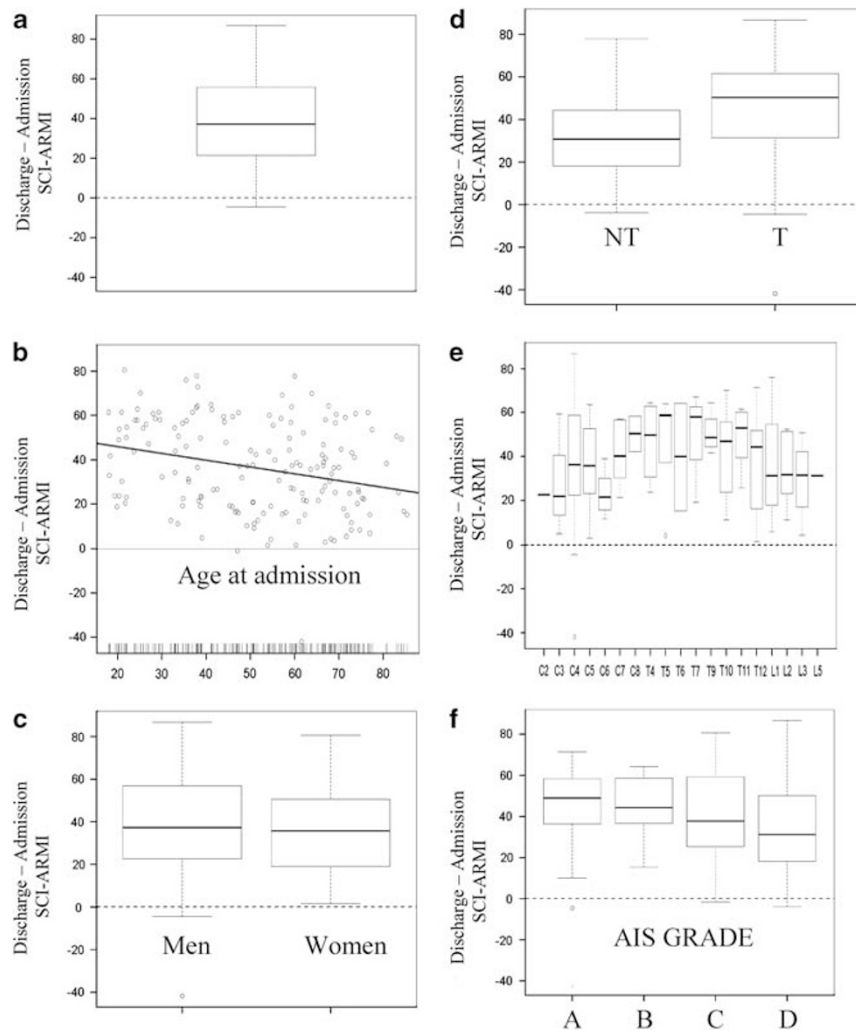 a
Discharge – Admission
SCI-ARMI
80
60
40
20
0
-20
-40
b
Discharge – Admission
SCI-ARMI
80
60
40
20
0
-20
-40
Age at admission
20 30 40 50 60 70 80
c
Discharge – Admission
SCI-ARMI
80
60
40
20
0
-20
-40
Men Women
d
Discharge – Admission
SCI-ARMI
80
60
40
20
0
-20
-40
NT T
e
Discharge – Admission
SCI-ARMI
80
60
40
20
0
-20
-40
C2 C3 C4 C5 C6 C7 C8 T4 T5 T6 T7 T9 T10 T11 T12 L1 L2 L3 L5
f
Discharge – Admission
SCI-ARMI
80
60
40
20
0
-20
-40
AIS GRADE
A B C D